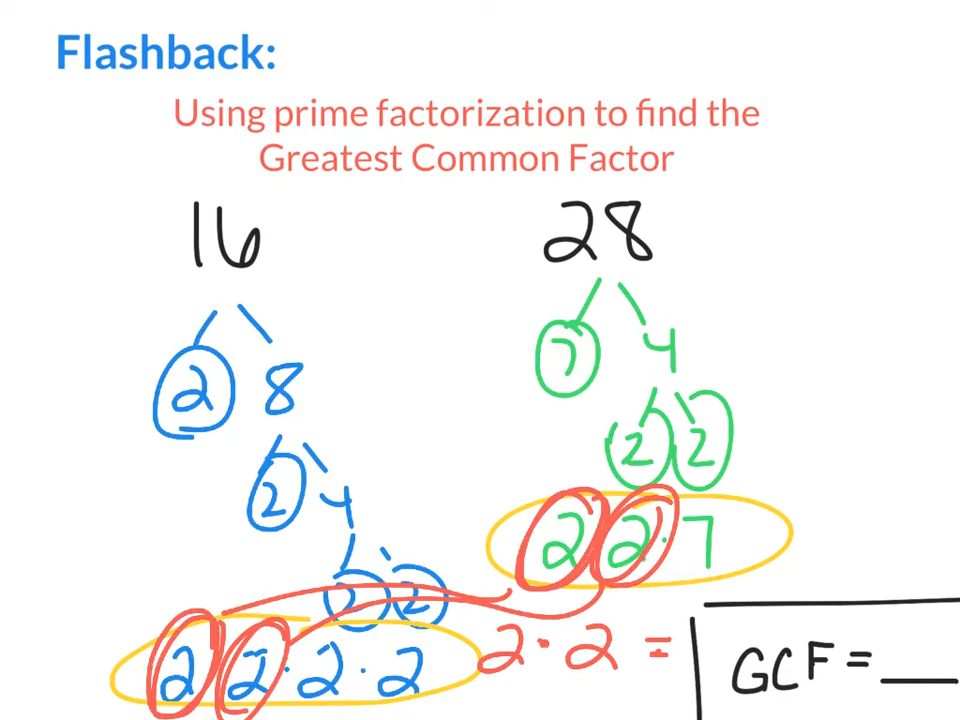 Flashback:
Using prime factorization to find the
Greatest Common Factor
16 28
2 8 7 4
2 4 2 2
2 2 · 7
2 2
2 2 · 2 · 2
2 · 2 =
GCF = ___